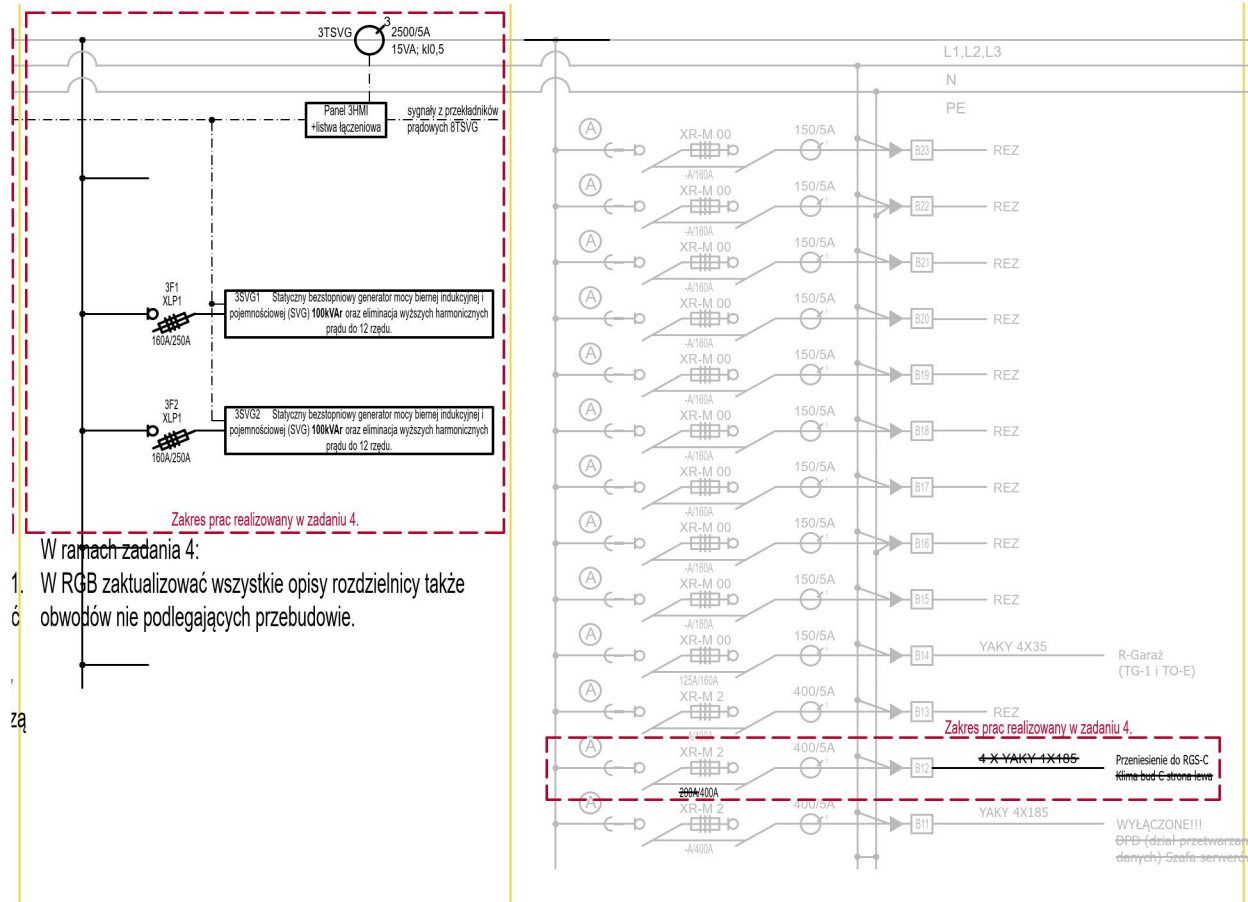 3TSVG
3
2500/5A
15VA; kl0,5
Panel 3HMI
+listwa łączeniowa
sygnały z przekładników
prądowych 8TSVG
3F1
XLP1
160A/250A
3SVG1 Statyczny bezstopniowy generator mocy biernej indukcyjnej i
pojemnościowej (SVG) 100kVAr oraz eliminacja wyższych harmonicznych
prądu do 12 rzędu.
3F2
XLP1
160A/250A
3SVG2 Statyczny bezstopniowy generator mocy biernej indukcyjnej i
pojemnościowej (SVG) 100kVAr oraz eliminacja wyższych harmonicznych
prądu do 12 rzędu.
Zakres prac realizowany w zadaniu 4.
W ramach zadania 4:
1. W RGB zaktualizować wszystkie opisy rozdzielnicy także
ć obwodów nie podlegających przebudowie.
zą
L1,L2,L3
N
PE
A XR-M 00 150/5A
B23 REZ
-A/160A
A XR-M 00 150/5A
B22 REZ
-A/160A
A XR-M 00 150/5A
B21 REZ
-A/160A
A XR-M 00 150/5A
B20 REZ
-A/160A
A XR-M 00 150/5A
B19 REZ
-A/160A
A XR-M 00 150/5A
B18 REZ
-A/160A
A XR-M 00 150/5A
B17 REZ
-A/160A
A XR-M 00 150/5A
B16 REZ
-A/160A
A XR-M 00 150/5A
B15 REZ
-A/160A
A XR-M 00 150/5A
B14 YAKY 4X35 R-Garaż
(TG-1 i TO-E)
125A/160A
A XR-M 2 400/5A
B13 REZ
-A/400A
Zakres prac realizowany w zadaniu 4.
A XR-M 2 400/5A
B12 4 X YAKY 1X185 Przeniesienie do RGS-C
Klima bud C strona lewa
200A/400A
A XR-M 2 400/5A
B11 YAKY 4X185 WYŁĄCZONE!!!
DPD (dział przetwarzan
danych) Szafa serweró
-A/400A